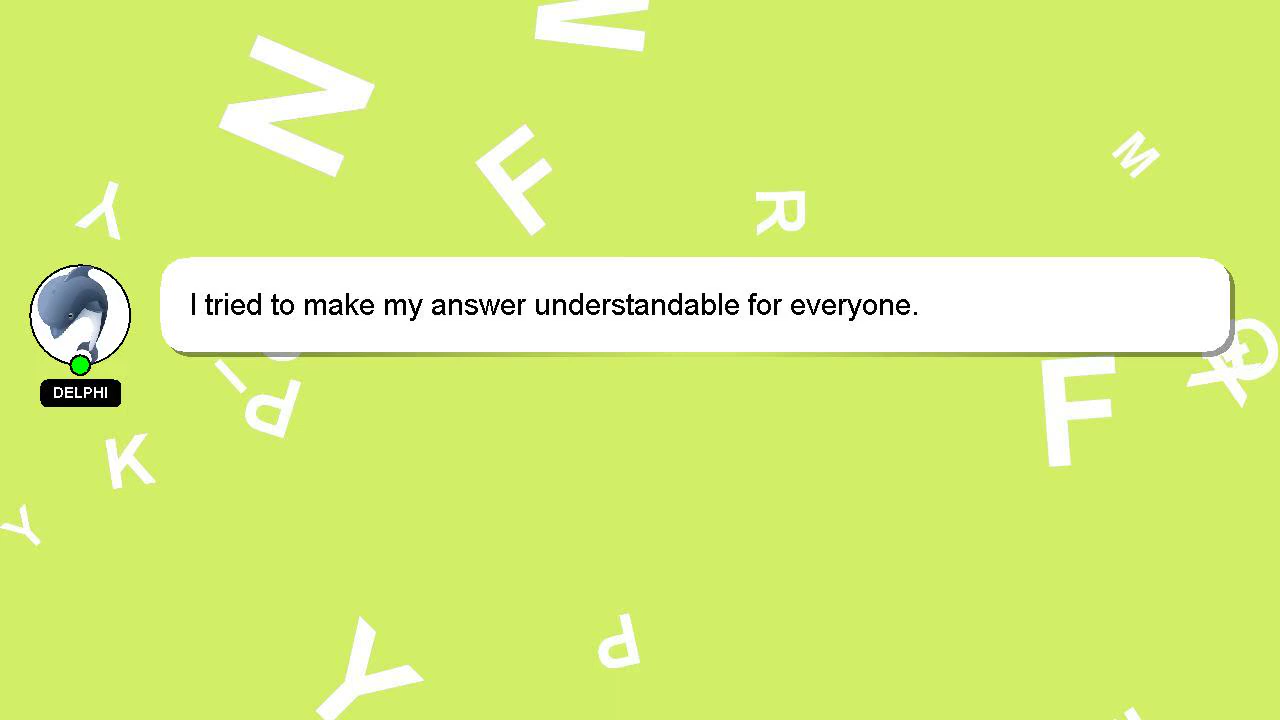 N
N
F
M
Y
R
I tried to make my answer understandable for everyone.
DELPHI
P
F
X
K
Y
Y
P